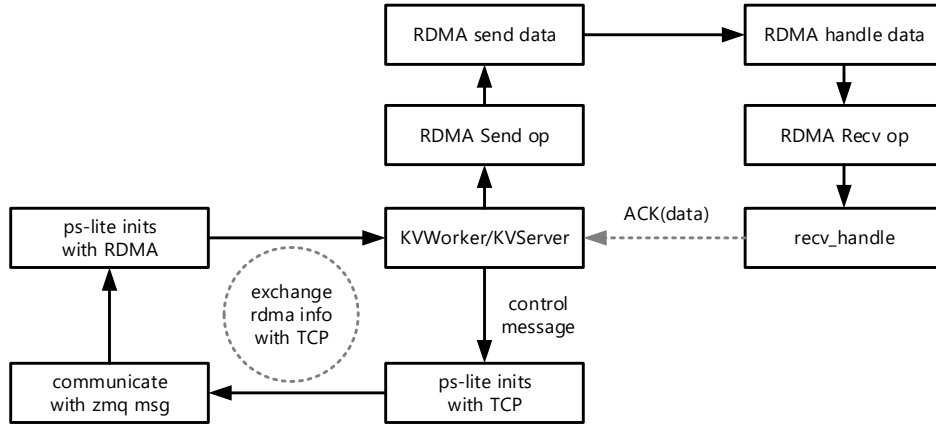 RDMA send data
RDMA handle data
RDMA Send op
RDMA Recv op
ps-lite inits
with RDMA
KVWorker/KVServer
ACK(data)
recv_handle
exchange
rdma info
with TCP
control
message
communicate
with zmq msg
ps-lite inits
with TCP